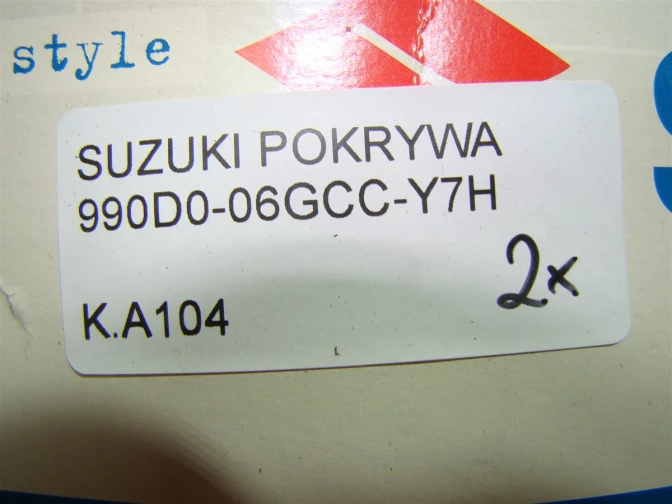 style
SUZUKI POKRYWA
990D0-06GCC-Y7H
2x
K.A104